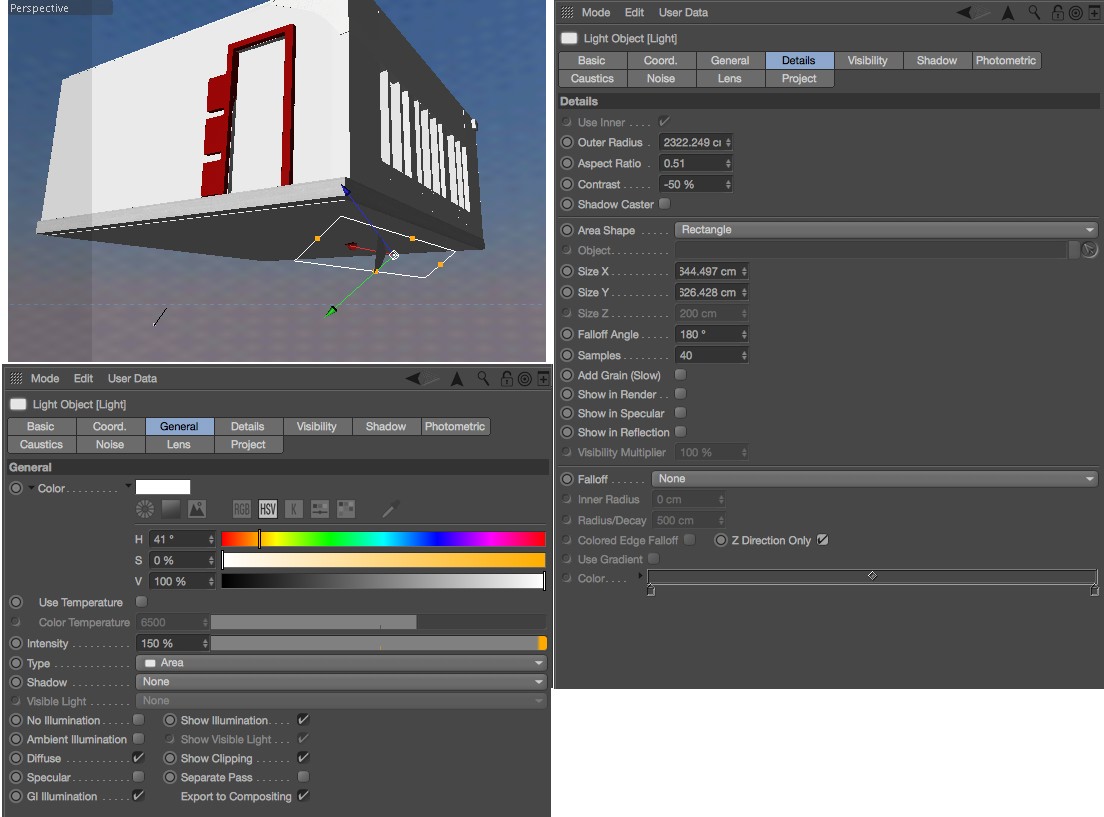 Perspective
Mode Edit User Data
Light Object [Light]
Basic Coord. General Details Visibility Shadow Photometric
Caustics Noise Lens Project
General
Color
RGB HSV K
H 41 °
S 0 %
V 100 %
Use Temperature
Color Temperature 6500
Intensity 150 %
Type Area
Shadow None
Visible Light None
No Illumination Show Illumination
Ambient Illumination Show Visible Light
Diffuse Show Clipping
Specular Separate Pass
GI Illumination Export to Compositing
Mode Edit User Data
Light Object [Light]
Basic Coord. General Details Visibility Shadow Photometric
Caustics Noise Lens Project
Details
Use Inner
Outer Radius 2322.249 c
Aspect Ratio 0.51
Contrast -50 %
Shadow Caster
Area Shape Rectangle
Object
Size X 644.497 cm
Size Y 626.428 cm
Size Z 200 cm
Falloff Angle 180 °
Samples 40
Add Grain (Slow)
Show in Render
Show in Specular
Show in Reflection
Visibility Multiplier 100 %
Falloff None
Inner Radius 0 cm
Radius/Decay 500 cm
Colored Edge Falloff Z Direction Only
Use Gradient
Color